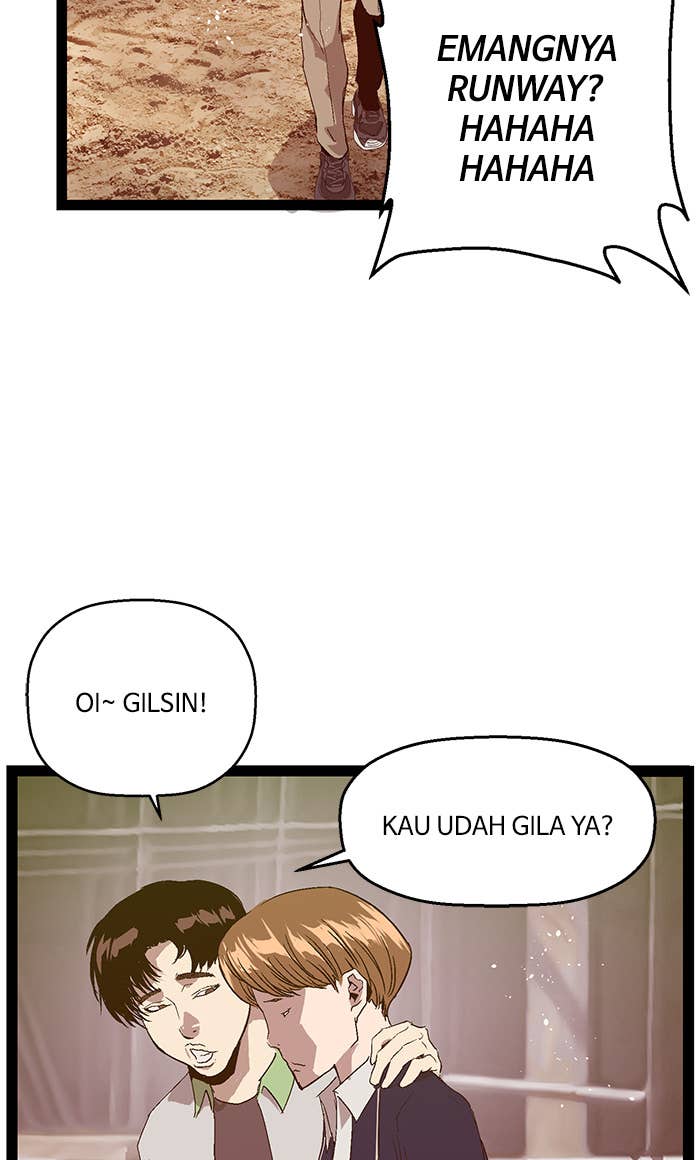 EMANGNYA
RUNWAY?
HAHAHA
HAHAHA
OI~ GILSIN!
KAU UDAH GILA YA?